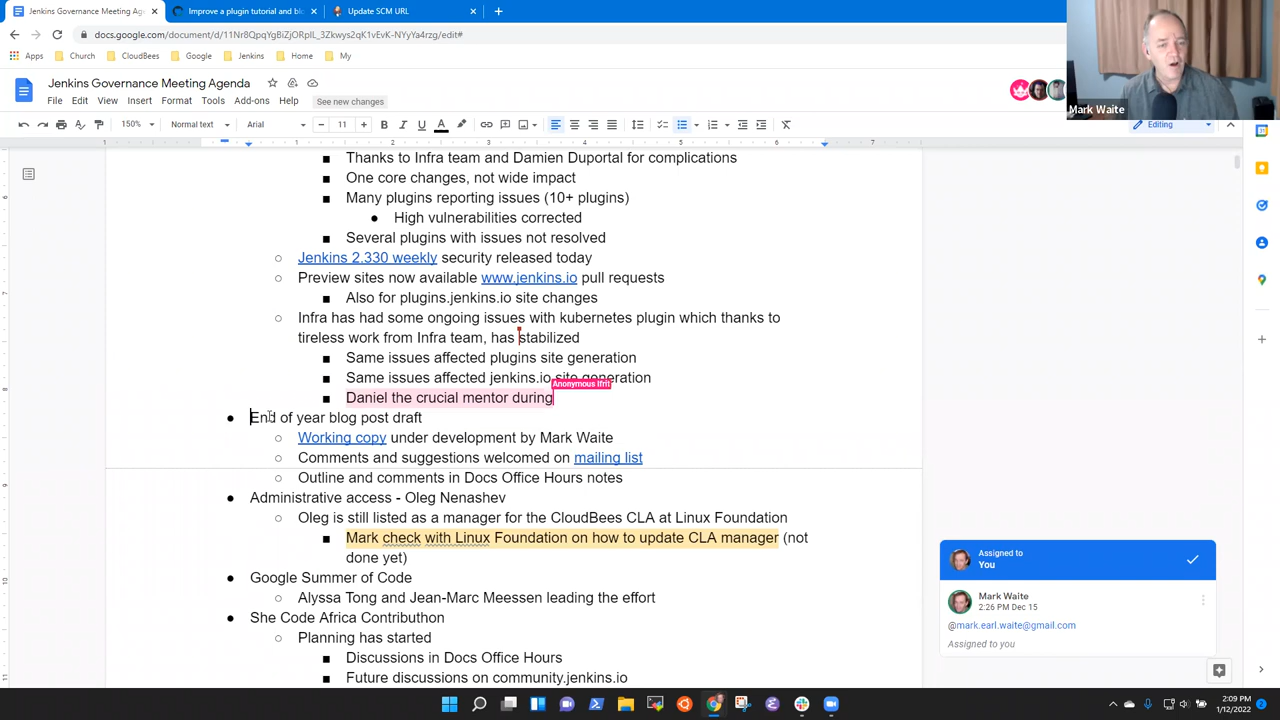 Jenkins Governance Meeting Age
Improve a plugin tutorial and blo
Update SCM URL
docs.google.com/document/d/11Nr8QpqYgBiZjORpIL_3Zkwys2qK1vEvK-NYyYa4rzg/edit#
Apps
Church
CloudBees
Google
Jenkins
Home
My
Jenkins Governance Meeting Agenda
File Edit View Insert Format Tools Add-ons Help See new changes
150% Normal text Arial 11 B I U A Editing
Mark Waite
1 1 2 3 4 5 6 7
Thanks to Infra team and Damien Duportal for complications
One core changes, not wide impact
Many plugins reporting issues (10+ plugins)
High vulnerabilities corrected
Several plugins with issues not resolved
Jenkins 2.330 weekly security released today
Preview sites now available www.jenkins.io pull requests
Also for plugins.jenkins.io site changes
Infra has had some ongoing issues with kubernetes plugin which thanks to
tireless work from Infra team, has stabilized
Same issues affected plugins site generation
Same issues affected jenkins.io site generation
Anonymous Ifrit
Daniel the crucial mentor during
End of year blog post draft
Working copy under development by Mark Waite
Comments and suggestions welcomed on mailing list
Outline and comments in Docs Office Hours notes
Administrative access - Oleg Nenashev
Oleg is still listed as a manager for the CloudBees CLA at Linux Foundation
Mark check with Linux Foundation on how to update CLA manager (not
done yet)
Google Summer of Code
Alyssa Tong and Jean-Marc Meessen leading the effort
She Code Africa Contributhon
Planning has started
Discussions in Docs Office Hours
Future discussions on community.jenkins.io
Assigned to
You
Mark Waite
2:26 PM Dec 15
@mark.earl.waite@gmail.com
Assigned to you
2:09 PM
1/12/2022